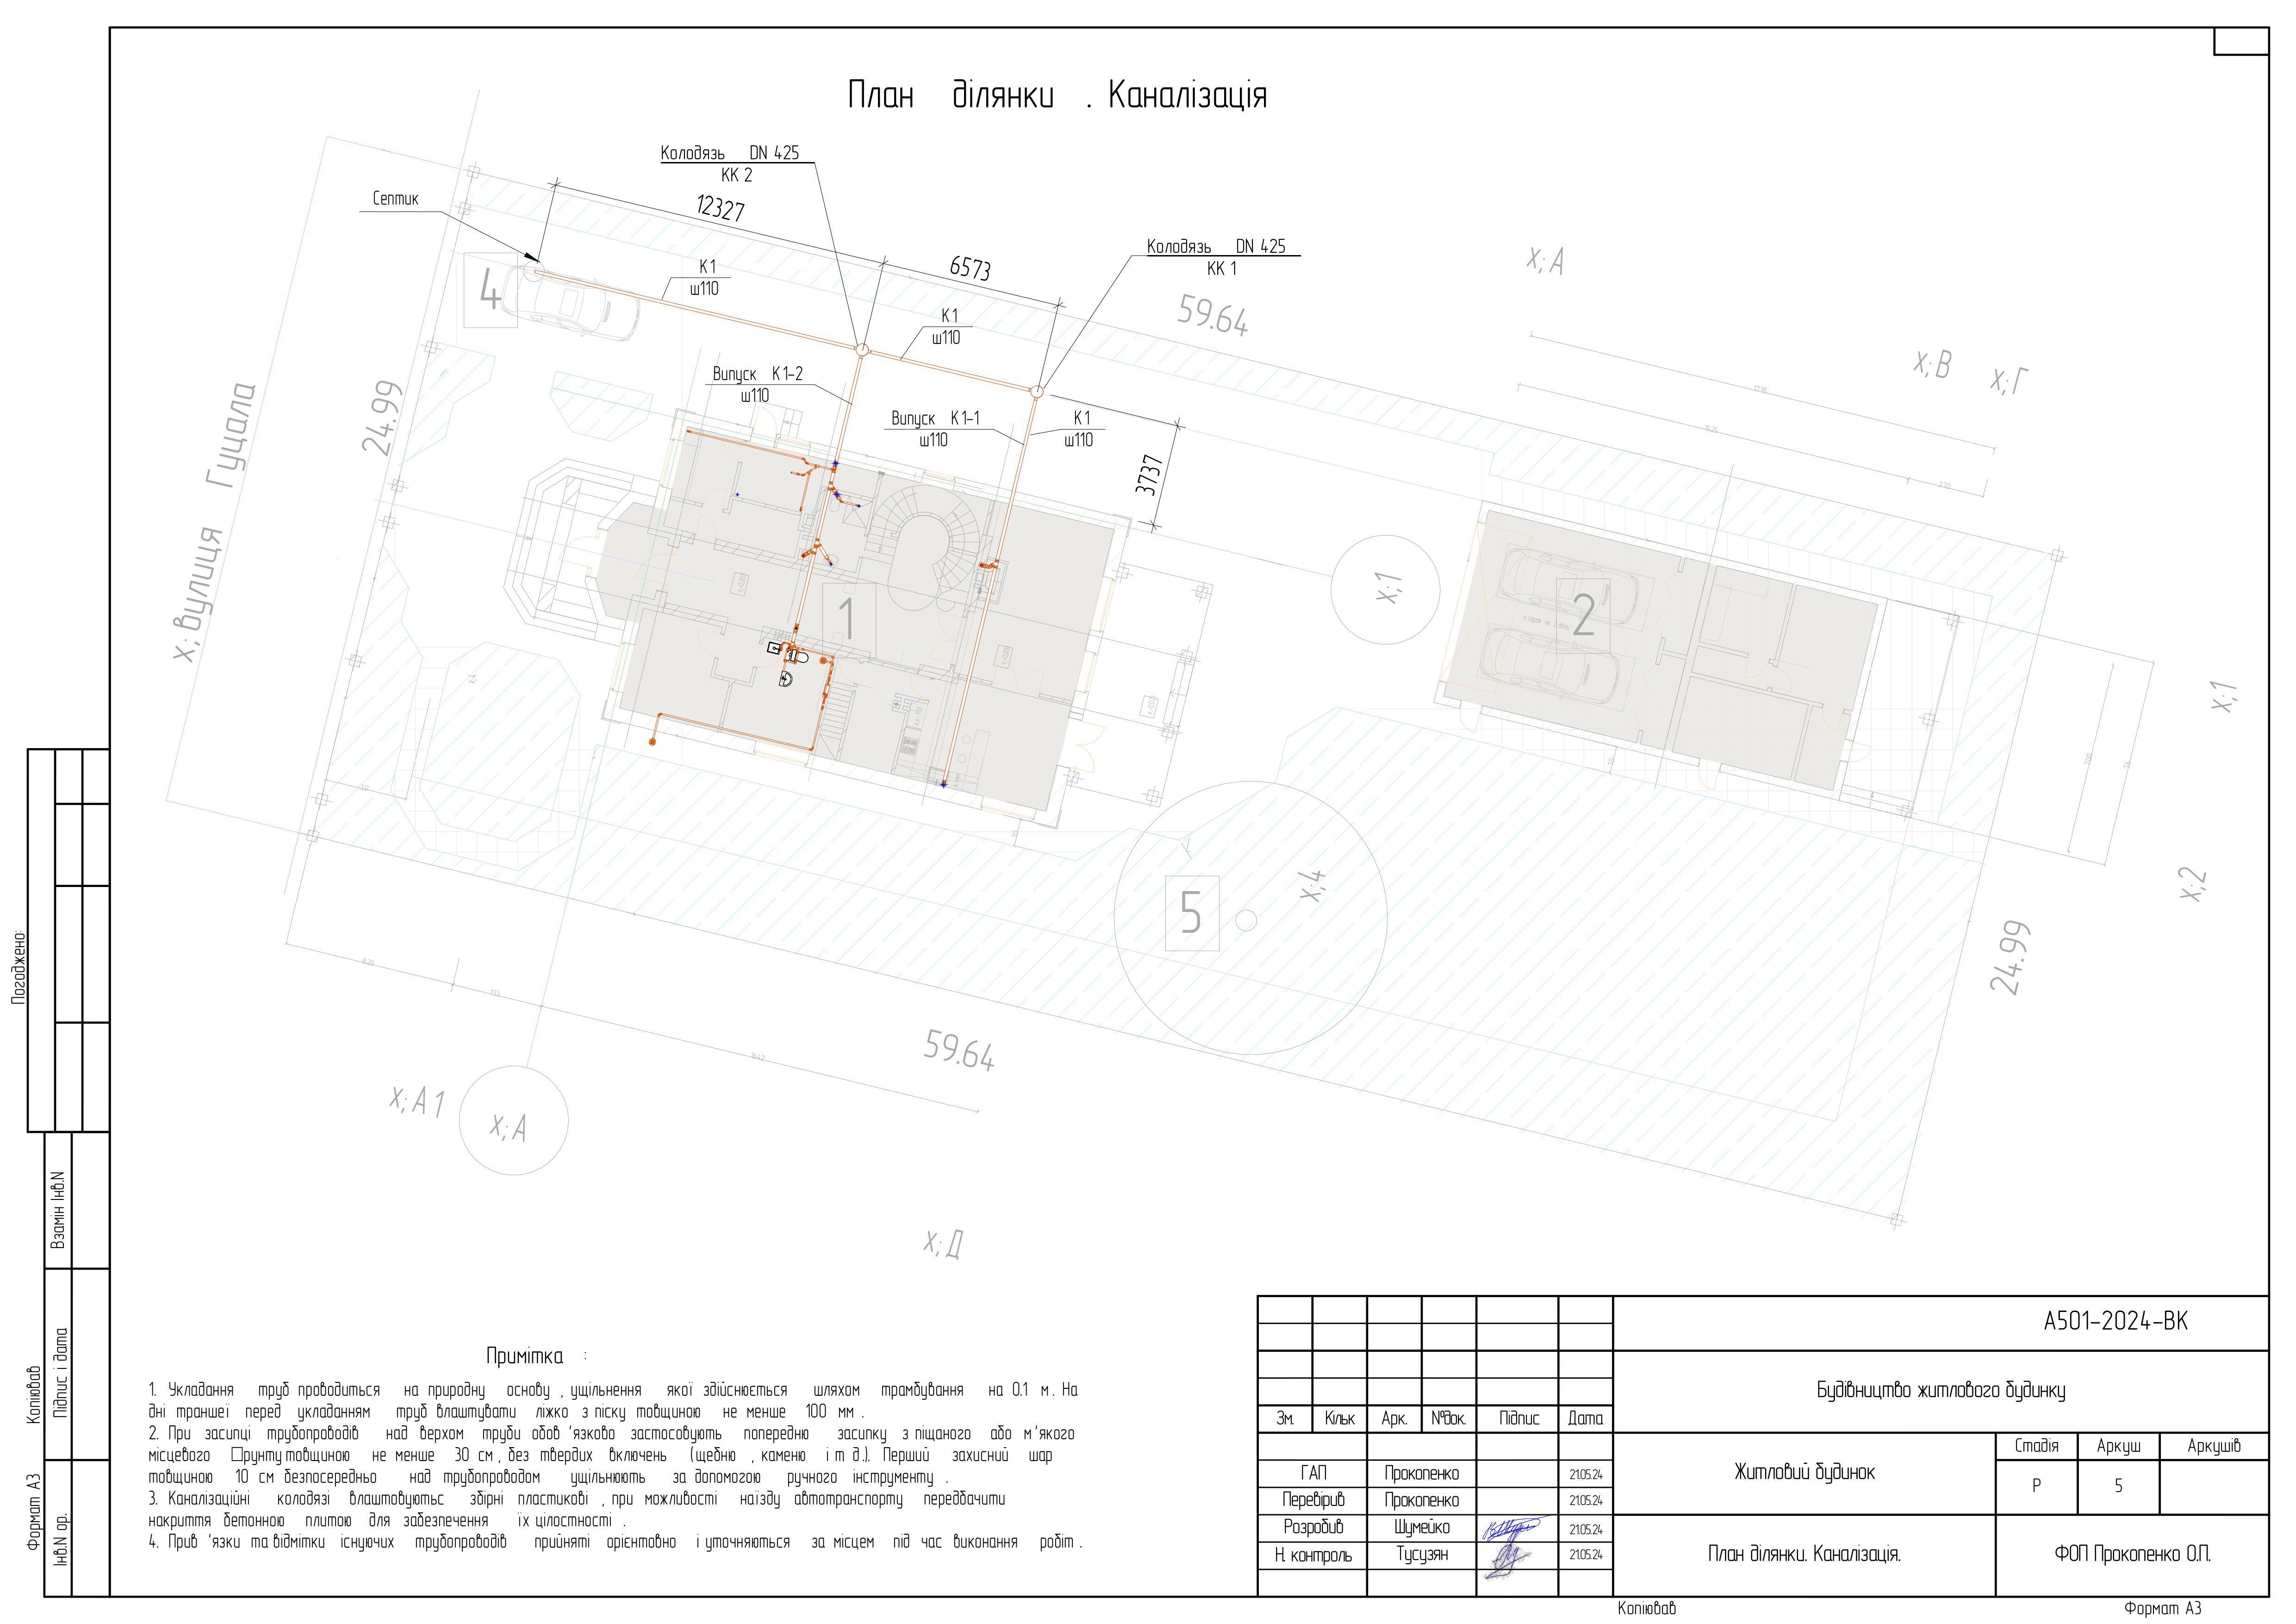 План ділянки . Каналізація
Колодязь DN 425
КК 2
Септик
12327
6573
Колодязь DN 425
КК 1
К1
ш110
К1
ш110
59.64
х; А
х; В
х; Г
17.95
15.25
2.70
4
Випуск К1-2
ш110
Випуск К1-1
ш110
К1
ш110
3737
24.99
х; вулиця Гуцала
1
2
х; 1
х; 1
5
х; 4
х; 2
24.99
59.64
х; А1
х; А
х; Д
Погоджено:
Взамін Інв.N
Підпис і дата
Інв.N ор.
Копіював
Формат А3
Примітка :
1. Укладання труб проводиться на природну основу , ущільнення якої здійснюється шляхом трамбування на 0.1 м . На
дні траншеї перед укладанням труб влаштувати ліжко з піску товщиною не менше 100 мм .
2. При засипці трубопроводів над верхом труби обов 'язково застосовують попередню засипку з піщаного або м'якого
місцевого □рунту товщиною не менше 30 см , без твердих включень (щебню , каменю і т д.). Перший захисний шар
товщиною 10 см безпосередньо над трубопроводом ущільнюють за допомогою ручного інструменту .
3. Каналізаційні колодязі влаштовуютьс збірні пластикові , при можливості наїзду автотранспорту передбачити
накриття бетонною плитою для забезпечення їх цілостності .
4. Прив 'язки та відмітки існуючих трубопроводів прийняті орієнтовно і уточняються за місцем під час виконання робіт .
А501-2024-ВК
Будівництво житлового будинку
Зм. Кільк Арк. №док. Підпис Дата
Житловий будинок
Стадія Аркуш Аркушів
Р 5
ГАП Прокопенко 21.05.24
Перевірив Прокопенко 21.05.24
Розробив Шумейко 21.05.24
Н. контроль Тусузян 21.05.24
План ділянки. Каналізація.
ФОП Прокопенко О.П.
Копіював
Формат А3